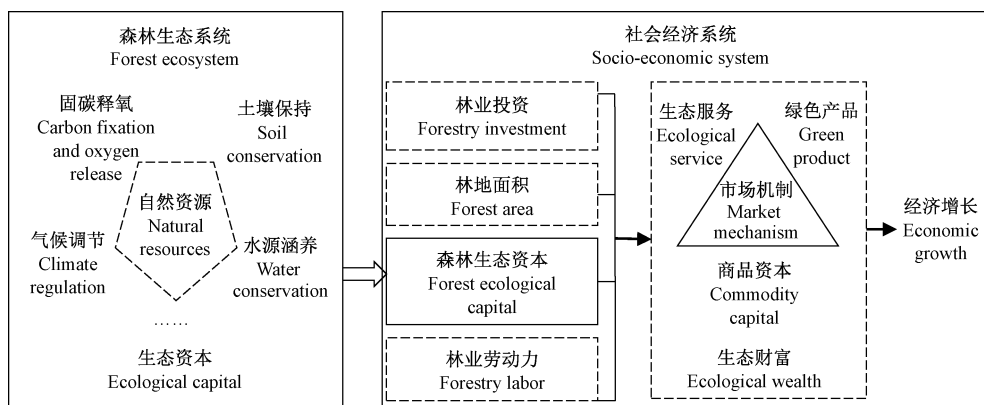 森林生态系统
Forest ecosystem
固碳释氧
Carbon fixation
and oxygen
release
土壤保持
Soil
conservation
自然资源
Natural
resources
气候调节
Climate
regulation
水源涵养
Water
conservation
……
生态资本
Ecological capital
社会经济系统
Socio-economic system
林业投资
Forestry investment
林地面积
Forest area
森林生态资本
Forest ecological
capital
林业劳动力
Forestry labor
生态服务
Ecological
service
绿色产品
Green
product
市场机制
Market
mechanism
商品资本
Commodity
capital
生态财富
Ecological wealth
经济增长
Economic
growth